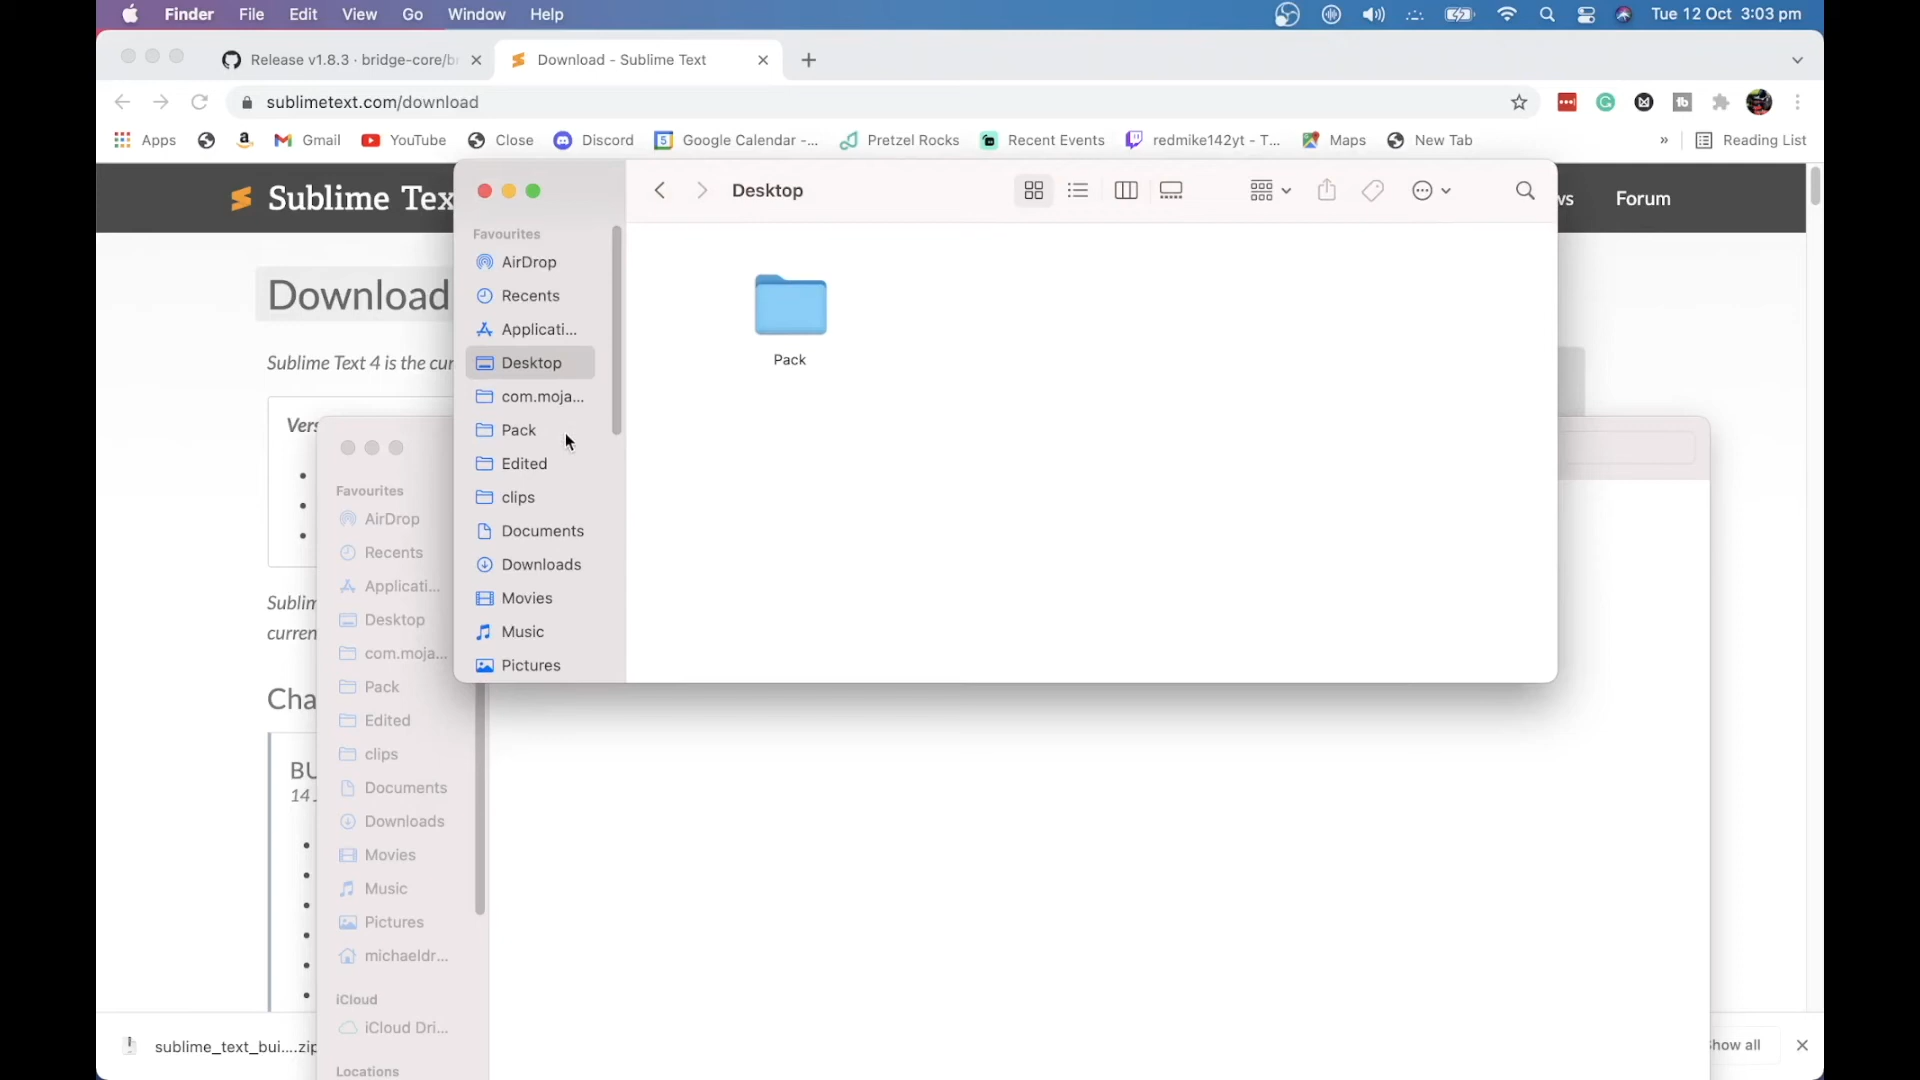 Finder File Edit View Go Window Help Tue 12 Oct 3:03 pm
Release v1.8.3 · bridge-core/b Download - Sublime Text
sublimetext.com/download
Apps Gmail YouTube Close Discord 5 Google Calendar -... Pretzel Rocks Recent Events redmike142yt - T... Maps New Tab » Reading List
Sublime Tex Forum
Desktop
Favourites
AirDrop
Recents
Applicati...
Desktop
com.moja...
Pack
Edited
clips
Documents
Downloads
Movies
Music
Pictures
Pack
Download
Sublime Text 4 is the cur
Vers
Sublim
curren
Cha
BU
14
Favourites
AirDrop
Recents
Applicati...
Desktop
com.moja...
Pack
Edited
clips
Documents
Downloads
Movies
Music
Pictures
michaeldr...
iCloud
iCloud Dri...
Locations
sublime_text_bui....zip
Show all